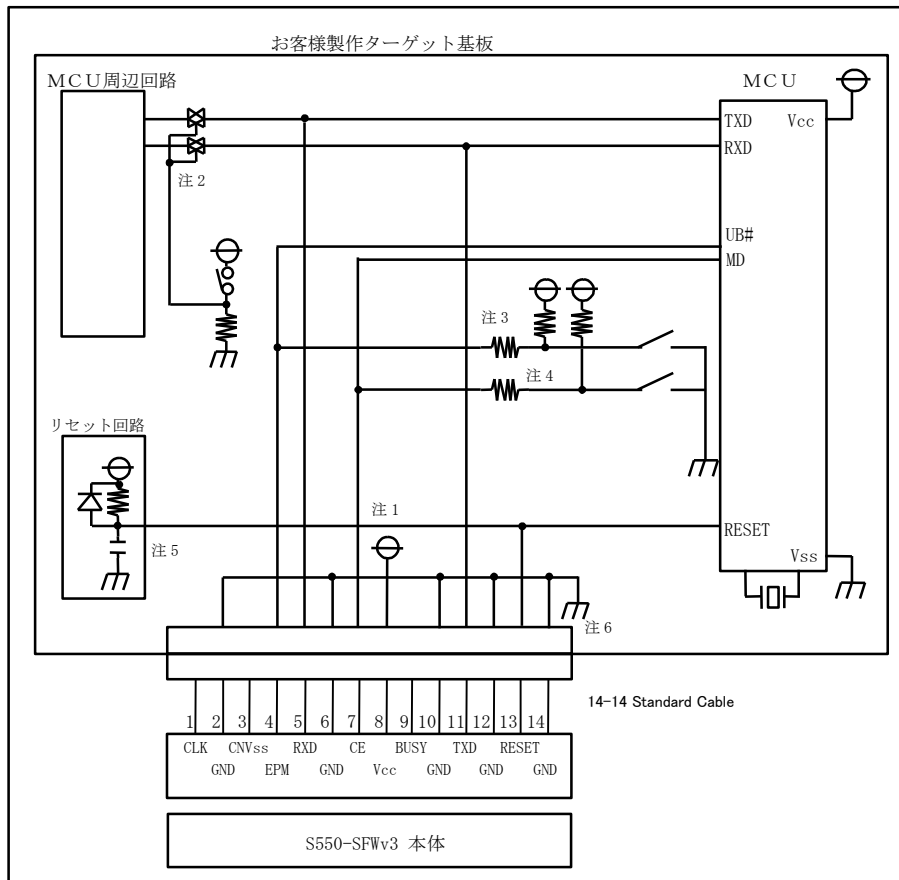 お客様製作ターゲット基板
MCU周辺回路
MCU
TXD
Vcc
RXD
注2
UB#
MD
注3
注4
リセット回路
注1
RESET
注5
Vss
注6
14-14 Standard Cable
1 2 3 4 5 6 7 8 9 10 11 12 13 14
CLK CNVss RXD CE BUSY TXD RESET
GND EPM GND Vcc GND GND GND
S550-SFWv3 本体